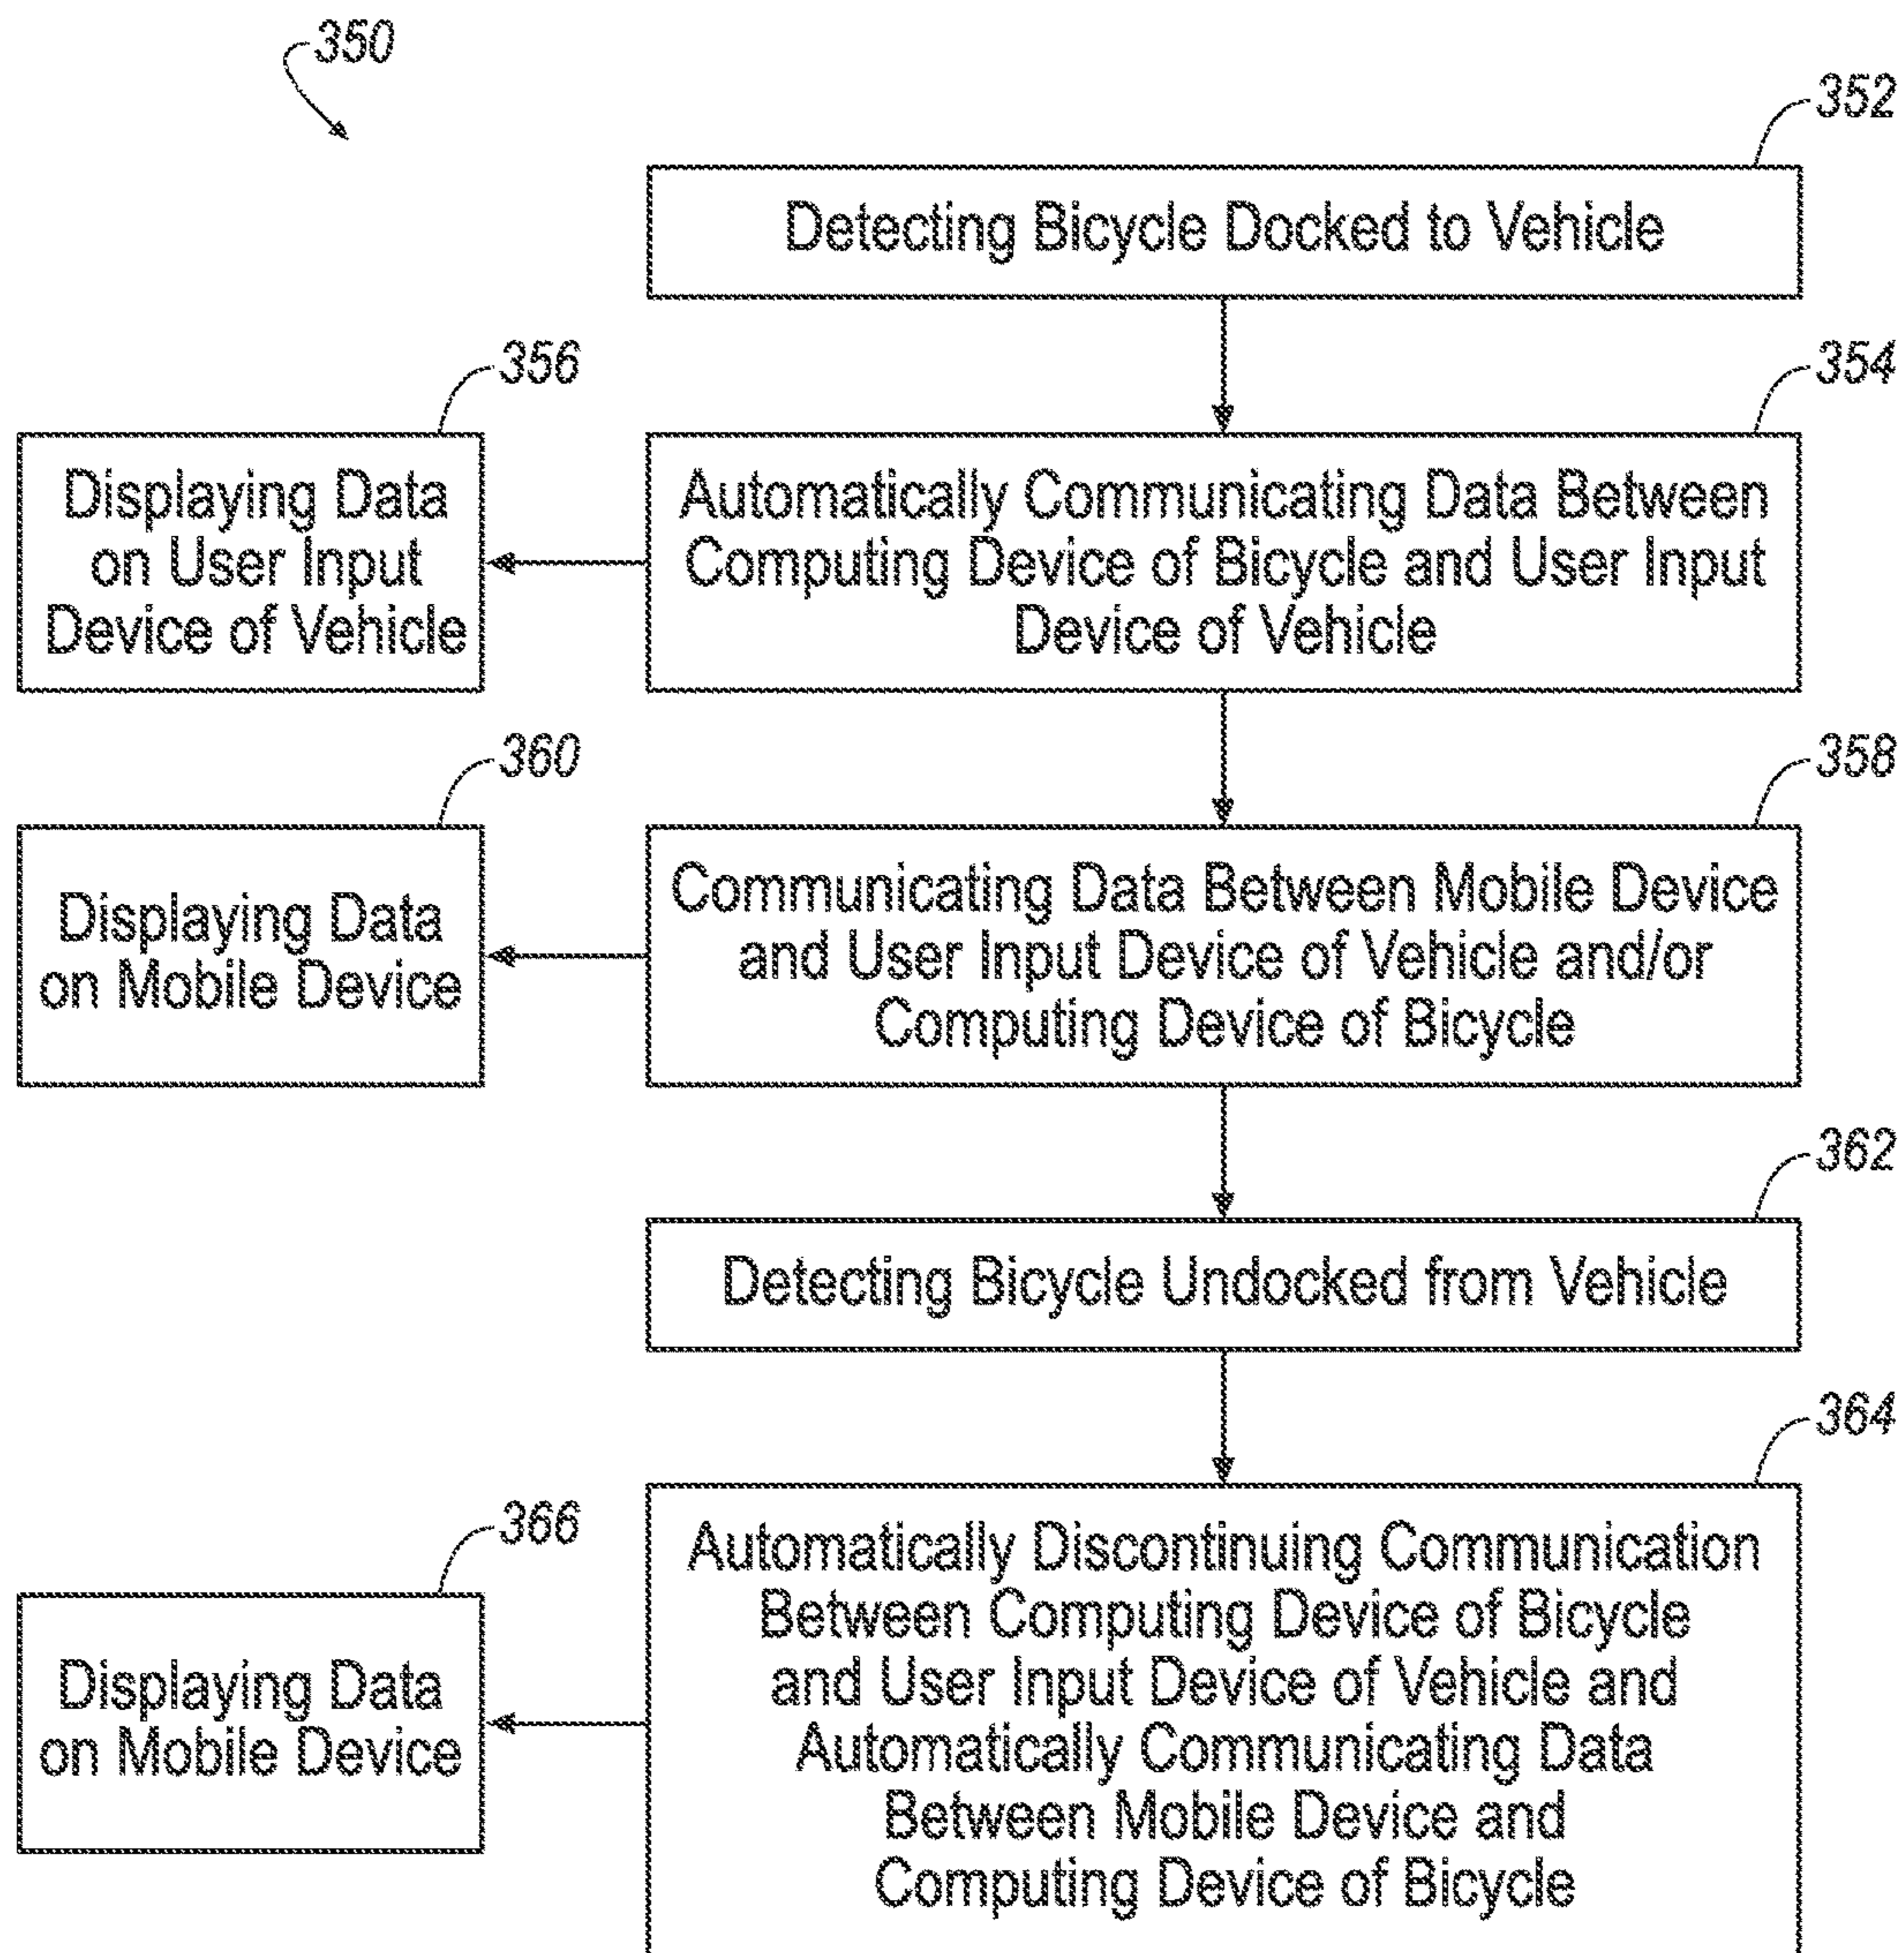 350
352
Detecting Bicycle Docked to Vehicle
356
354
Displaying Data
on User Input
Device of Vehicle
Automatically Communicating Data Between
Computing Device of Bicycle and User Input
Device of Vehicle
360
358
Displaying Data
on Mobile Device
Communicating Data Between Mobile Device
and User Input Device of Vehicle and/or
Computing Device of Bicycle
362
Detecting Bicycle Undocked from Vehicle
364
366
Automatically Discontinuing Communication
Between Computing Device of Bicycle
and User Input Device of Vehicle and
Automatically Communicating Data
Between Mobile Device and
Computing Device of Bicycle
Displaying Data
on Mobile Device